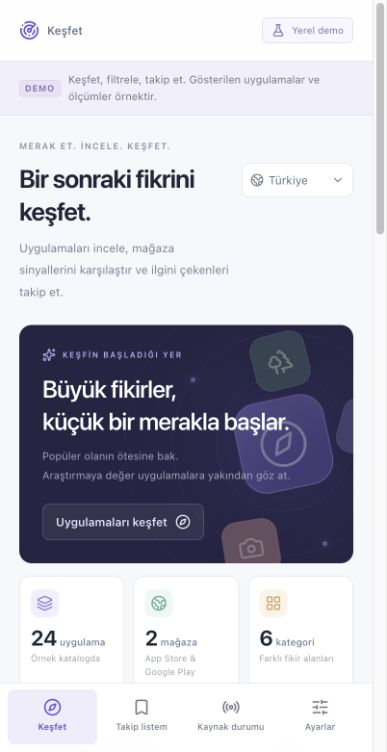 Keşfet
Yerel demo
DEMO
Keşfet, filtrele, takip et. Gösterilen uygulamalar ve
ölçümler örnektir.
MERAK ET. İNCELE. KEŞFET.
Bir sonraki fikrini
keşfet.
Türkiye
Uygulamaları incele, mağaza
sinyallerini karşılaştır ve ilgini çekenleri
takip et.
KEŞFİN BAŞLADIĞI YER
Büyük fikirler,
küçük bir merakla başlar.
Popüler olanın ötesine bak.
Araştırmaya değer uygulamalara yakından göz at.
Uygulamaları keşfet
24 uygulama
Örnek katalogda
2 mağaza
App Store &
Google Play
6 kategori
Farklı fikir alanları
Keşfet
Takip listem
Kaynak durumu
Ayarlar